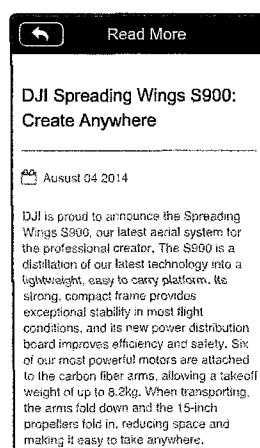 Read More
DJI Spreading Wings S900:
Create Anywhere
Ausust 04 2014
DJI is proud to announce the Spreading
Wings S900, our latest aerial system for
the professional creator. The S900 is a
distillation of our latest technology into a
lightweight, easy to carry platform. Its
strong, compact frame provides
exceptional stability in most flight
conditions, and its new power distribution
board improves efficiency and safety. Six
of our most powerful motors are attached
to the carbon fiber arms, allowing a takeoff
weight of up to 8.2kg. When transporting,
the arms fold down and the 15-inch
propellers fold in, reducing space and
making it easy to take anywhere.